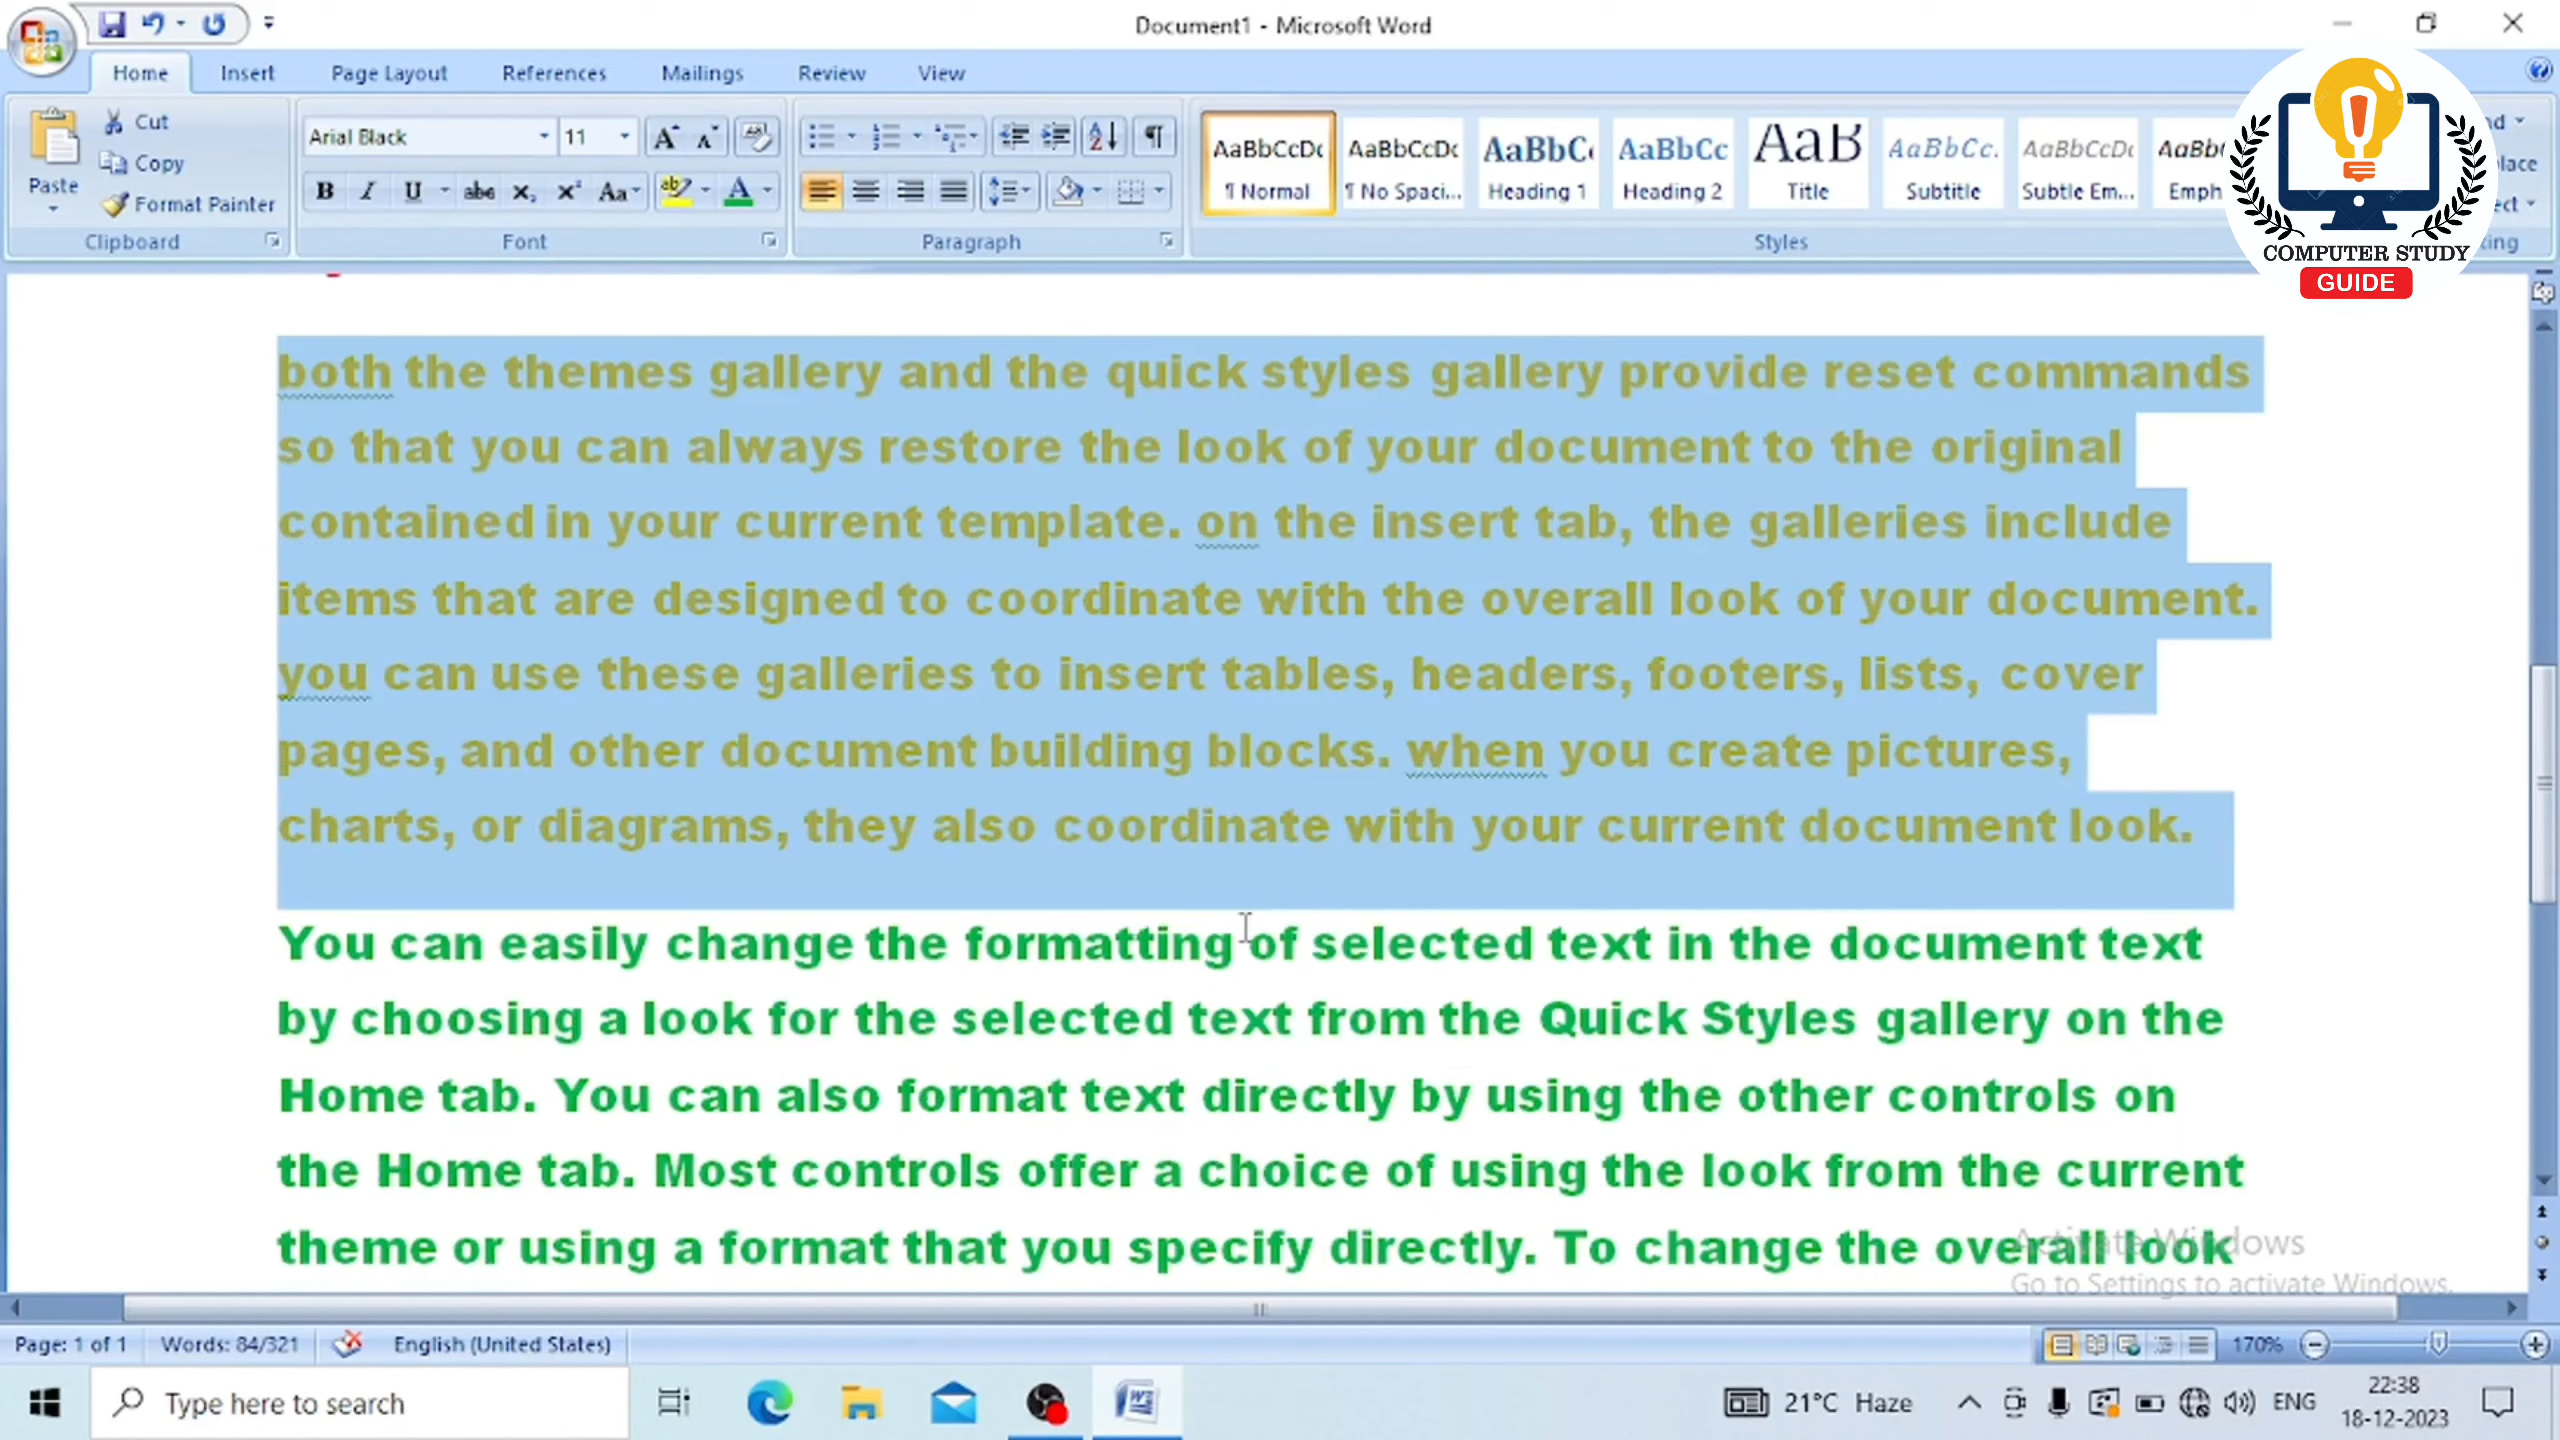 Document1 - Microsoft Word
Home Insert Page Layout References Mailings Review View
Paste
Cut
Copy
Format Painter
Clipboard
Arial Black 11
Font
Paragraph
AaBbCcDc AaBbCcDc AaBbC AaBbCc AaB AaBbCc. AaBbCcDc AaBb
¶ Normal ¶ No Spaci... Heading 1 Heading 2 Title Subtitle Subtle Em... Emph
Styles
COMPUTER STUDY
GUIDE
both the themes gallery and the quick styles gallery provide reset commands
so that you can always restore the look of your document to the original
contained in your current template. on the insert tab, the galleries include
items that are designed to coordinate with the overall look of your document.
you can use these galleries to insert tables, headers, footers, lists, cover
pages, and other document building blocks. when you create pictures,
charts, or diagrams, they also coordinate with your current document look.
You can easily change the formatting of selected text in the document text
by choosing a look for the selected text from the Quick Styles gallery on the
Home tab. You can also format text directly by using the other controls on
the Home tab. Most controls offer a choice of using the look from the current
theme or using a format that you specify directly. To change the overall look
Activate Windows
Go to Settings to activate Windows.
Page: 1 of 1 Words: 84/321 English (United States) 170%
Type here to search
21°C Haze
ENG
22:38
18-12-2023